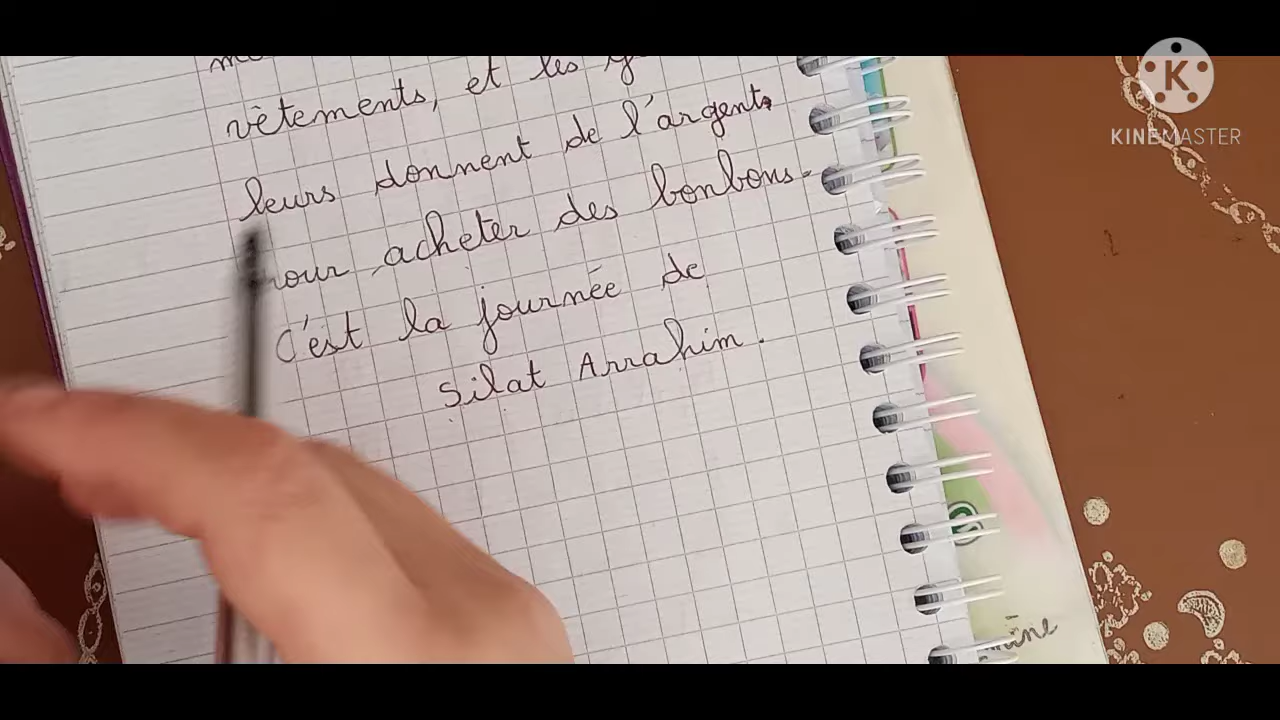 vêtements, et les
leurs donnent de l'argent.
pour acheter des bonbons.
c'est la journée de
Silat Arrahim.
K
KINEMASTER